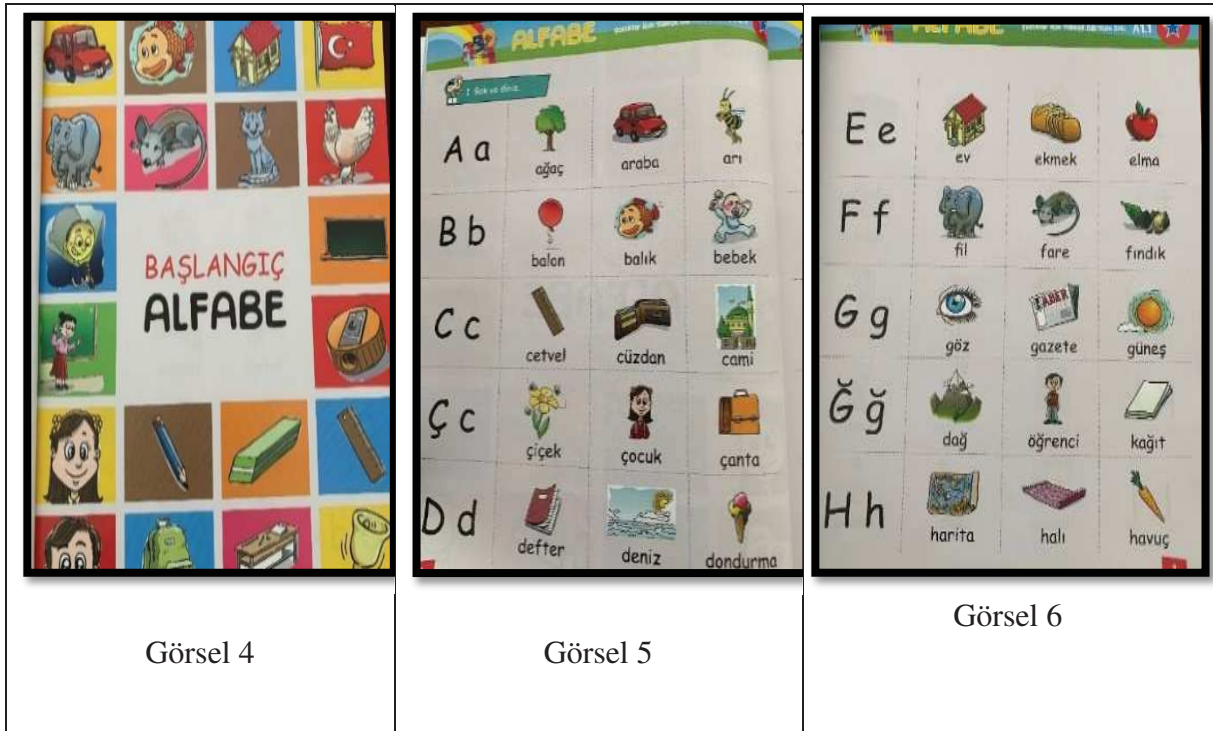 BAŞLANGIÇ
ALFABE
Görsel 4
ALFABE
A a
ağaç
araba
arı
B b
balon
balık
bebek
C c
cetvel
cüzdan
cami
Ç c
çiçek
çocuk
çanta
D d
defter
deniz
dondurma
Görsel 5
ALFABE
E e
ev
ekmek
elma
F f
fil
fare
fındık
G g
göz
gazete
güneş
Ğ ğ
dağ
öğrenci
kağıt
H h
harita
halı
havuç
Görsel 6